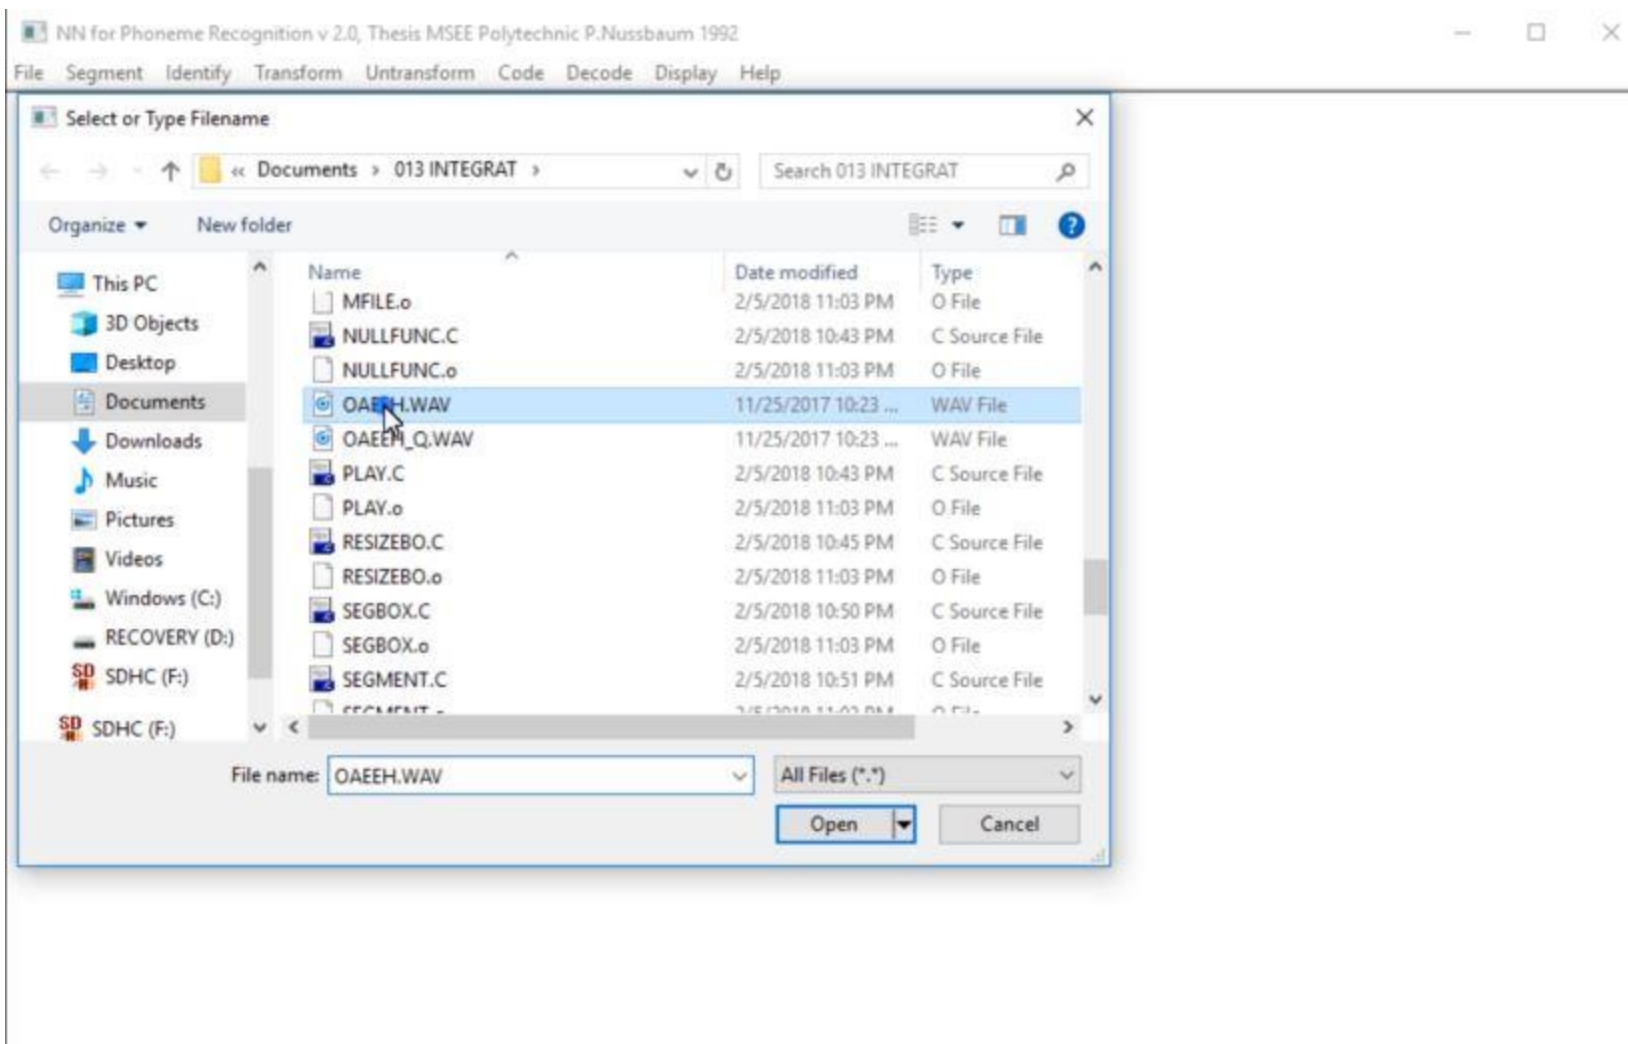 NN for Phoneme Recognition v 2.0, Thesis MSEE Polytechnic P.Nussbaum 1992
File Segment Identify Transform Untransform Code Decode Display Help
Select or Type Filename
« Documents > 013 INTEGRAT >
Search 013 INTEGRAT
Organize
New folder
This PC
3D Objects
Desktop
Documents
Downloads
Music
Pictures
Videos
Windows (C:)
RECOVERY (D:)
SDHC (F:)
SDHC (F:)
Name Date modified Type
MFILE.o 2/5/2018 11:03 PM O File
NULLFUNC.C 2/5/2018 10:43 PM C Source File
NULLFUNC.o 2/5/2018 11:03 PM O File
OAEEH.WAV 11/25/2017 10:23 ... WAV File
OAEEH_Q.WAV 11/25/2017 10:23 ... WAV File
PLAY.C 2/5/2018 10:43 PM C Source File
PLAY.o 2/5/2018 11:03 PM O File
RESIZEBO.C 2/5/2018 10:45 PM C Source File
RESIZEBO.o 2/5/2018 11:03 PM O File
SEGBOX.C 2/5/2018 10:50 PM C Source File
SEGBOX.o 2/5/2018 11:03 PM O File
SEGMENT.C 2/5/2018 10:51 PM C Source File
File name: OAEEH.WAV
All Files (*.*)
Open
Cancel